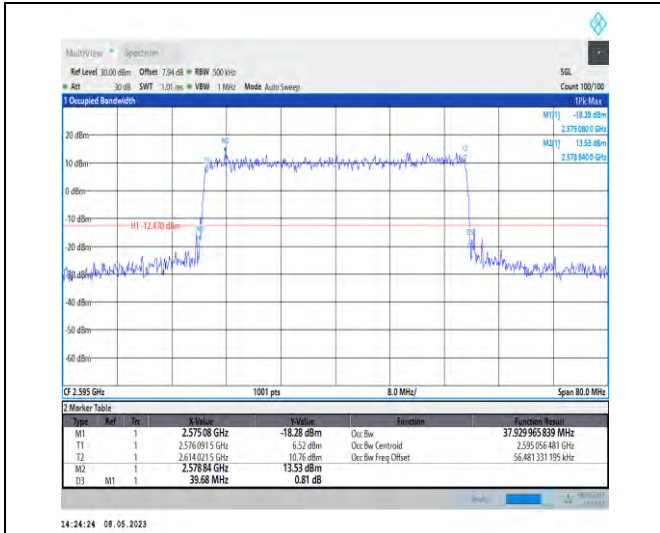 MultiView Spectrum
Ref Level 30.00 dBm Offset 7.94 dB RBW 500 kHz SGL
Att 30 dB SWT 1.01 ms VBW 1 MHz Mode Auto Sweep Count 100/100
1 Occupied Bandwidth 1Pk Max
M1[1] -18.28 dBm
2.575 080 0 GHz
M2[1] 13.53 dBm
2.578 840 0 GHz
20 dBm
M2
T2
10 dBm
0 dBm
-10 dBm
H1 -12.470 dBm
-20 dBm
-40 dBm
-50 dBm
-60 dBm
CF 2.595 GHz 1001 pts 8.0 MHz/ Span 80.0 MHz
2 Marker Table
Type Ref Trc X-Value Y-Value Function Function Result
M1 1 2.575 08 GHz -18.28 dBm Occ Bw 37.929 965 839 MHz
T1 1 2.576 091 5 GHz 6.52 dBm Occ Bw Centroid 2.595 056 481 GHz
T2 1 2.614 021 5 GHz 10.76 dBm Occ Bw Freq Offset 56.481 331 195 kHz
M2 1 2.578 84 GHz 13.53 dBm
D3 M1 1 39.68 MHz 0.81 dB
14:24:24 08.05.2023